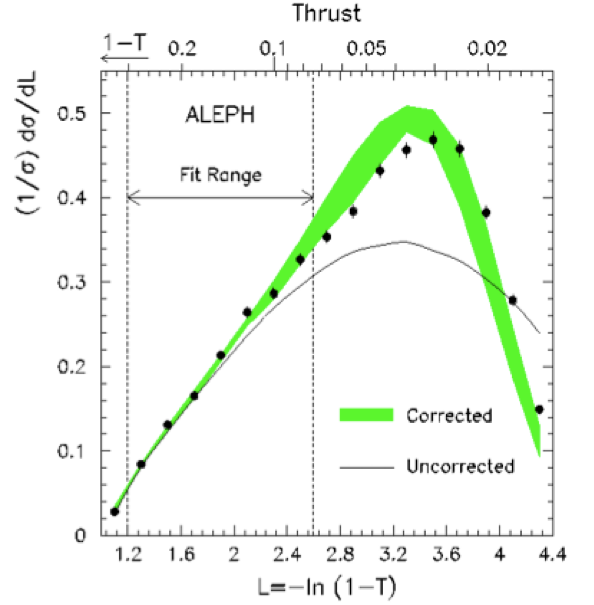 Thrust
1−T 0.2 0.1 0.05 0.02
ALEPH
Fit Range
(1/σ) dσ/dL
0.5
0.4
0.3
0.2
0.1
0
Corrected
Uncorrected
1.2 1.6 2 2.4 2.8 3.2 3.6 4 4.4
L=−ln (1−T)